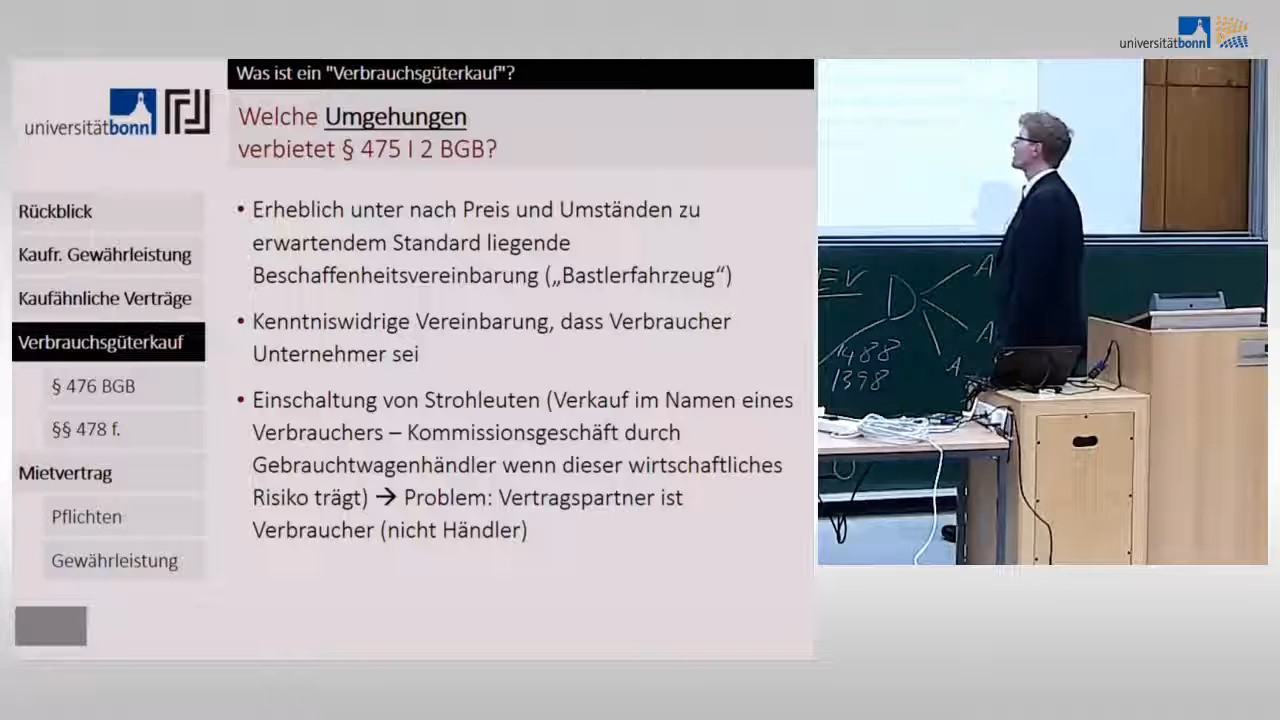 universitätbonn
Was ist ein "Verbrauchsgüterkauf"?
universitätbonn
Welche Umgehungen
verbietet § 475 I 2 BGB?
Rückblick
Kaufr. Gewährleistung
Kaufähnliche Verträge
Verbrauchsgüterkauf
§ 476 BGB
§§ 478 f.
Mietvertrag
Pflichten
Gewährleistung
• Erheblich unter nach Preis und Umständen zu
erwartendem Standard liegende
Beschaffenheitsvereinbarung („Bastlerfahrzeug“)
• Kenntniswidrige Vereinbarung, dass Verbraucher
Unternehmer sei
• Einschaltung von Strohleuten (Verkauf im Namen eines
Verbrauchers – Kommissionsgeschäft durch
Gebrauchtwagenhändler wenn dieser wirtschaftliches
Risiko trägt) → Problem: Vertragspartner ist
Verbraucher (nicht Händler)
EV
D
A
A
A
1488
1398